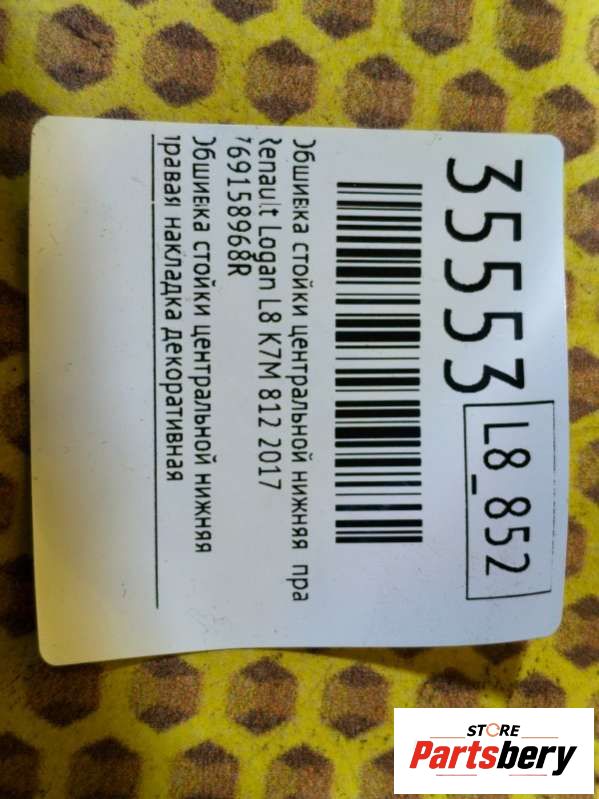 35553
L8_852
Обшивка стойки центральной нижняя пра
Renault Logan L8 K7M 812 2017
769158968R
Обшивка стойки центральной нижняя
правая накладка декоративная
STORE
Partsbery